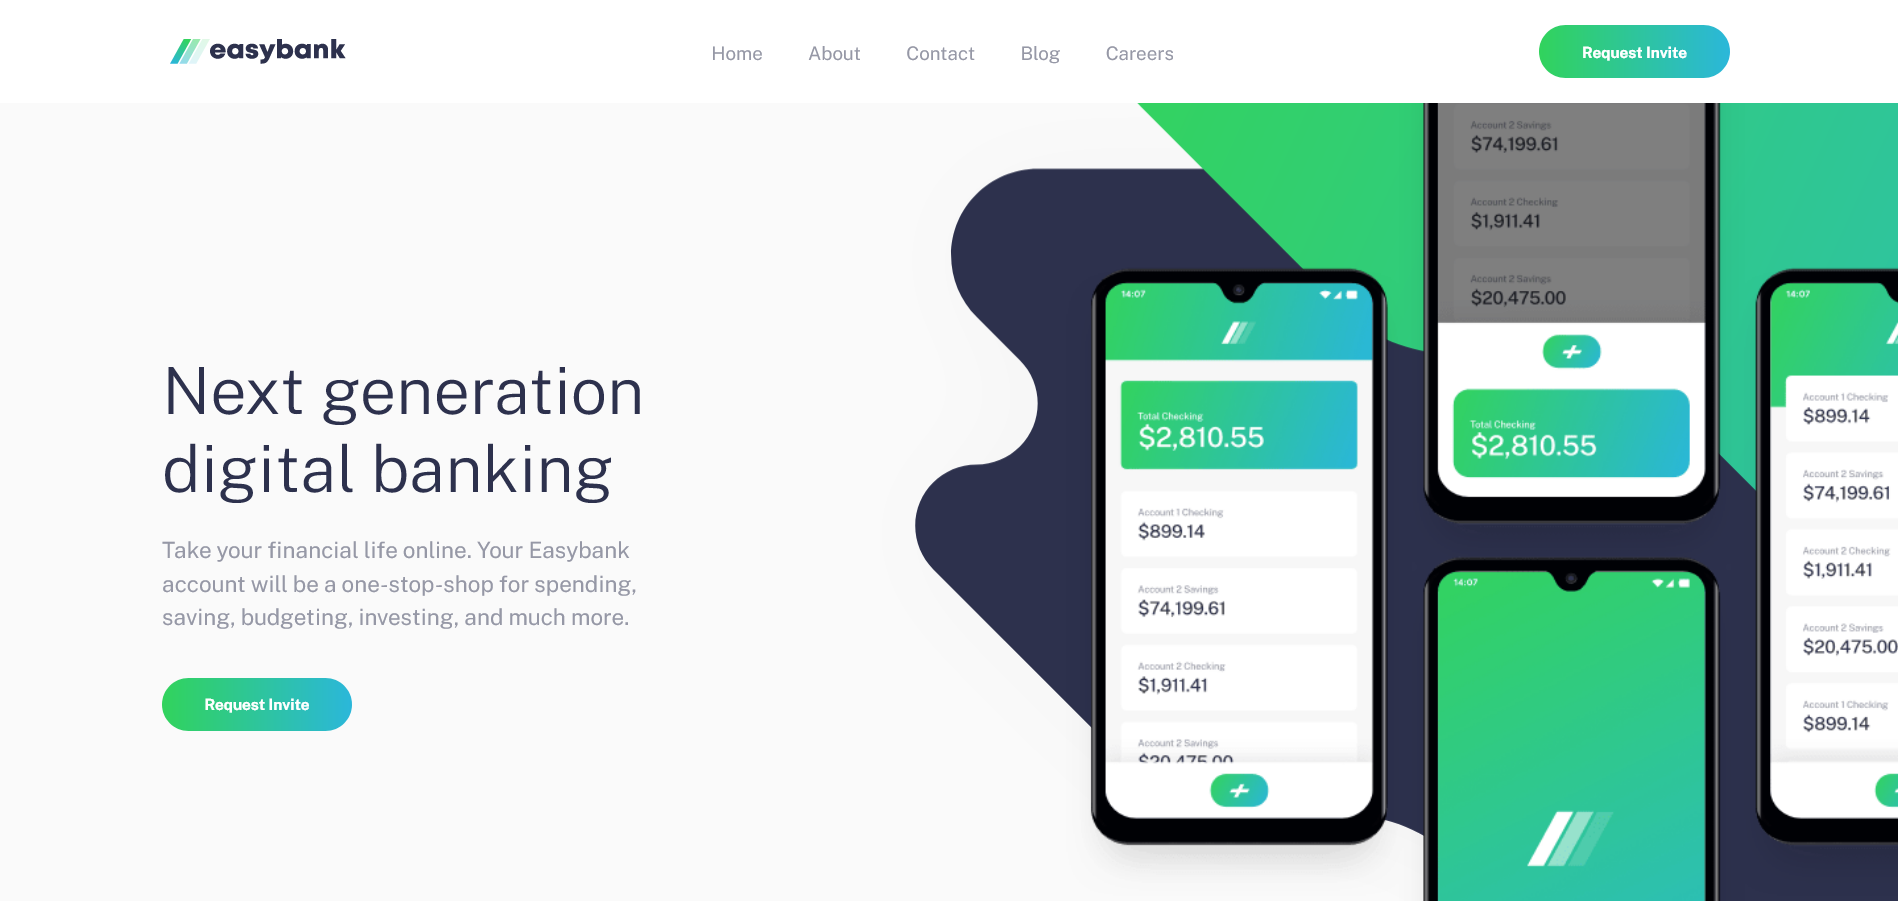 easybank
Home
About
Contact
Blog
Careers
Request Invite
Next generation
digital banking
Take your financial life online. Your Easybank
account will be a one-stop-shop for spending,
saving, budgeting, investing, and much more.
Request Invite
14:07
Total Checking
$2,810.55
Account 1 Checking
$899.14
Account 2 Savings
$74,199.61
Account 2 Checking
$1,911.41
Account 2 Savings
$20,475.00
Account 2 Savings
$74,199.61
Account 2 Checking
$1,911.41
Account 2 Savings
$20,475.00
Total Checking
$2,810.55
14:07
14:07
Account 1 Checking
$899.14
Account 2 Savings
$74,199.61
Account 2 Checking
$1,911.41
Account 2 Savings
$20,475.00
Account 1 Checking
$899.14